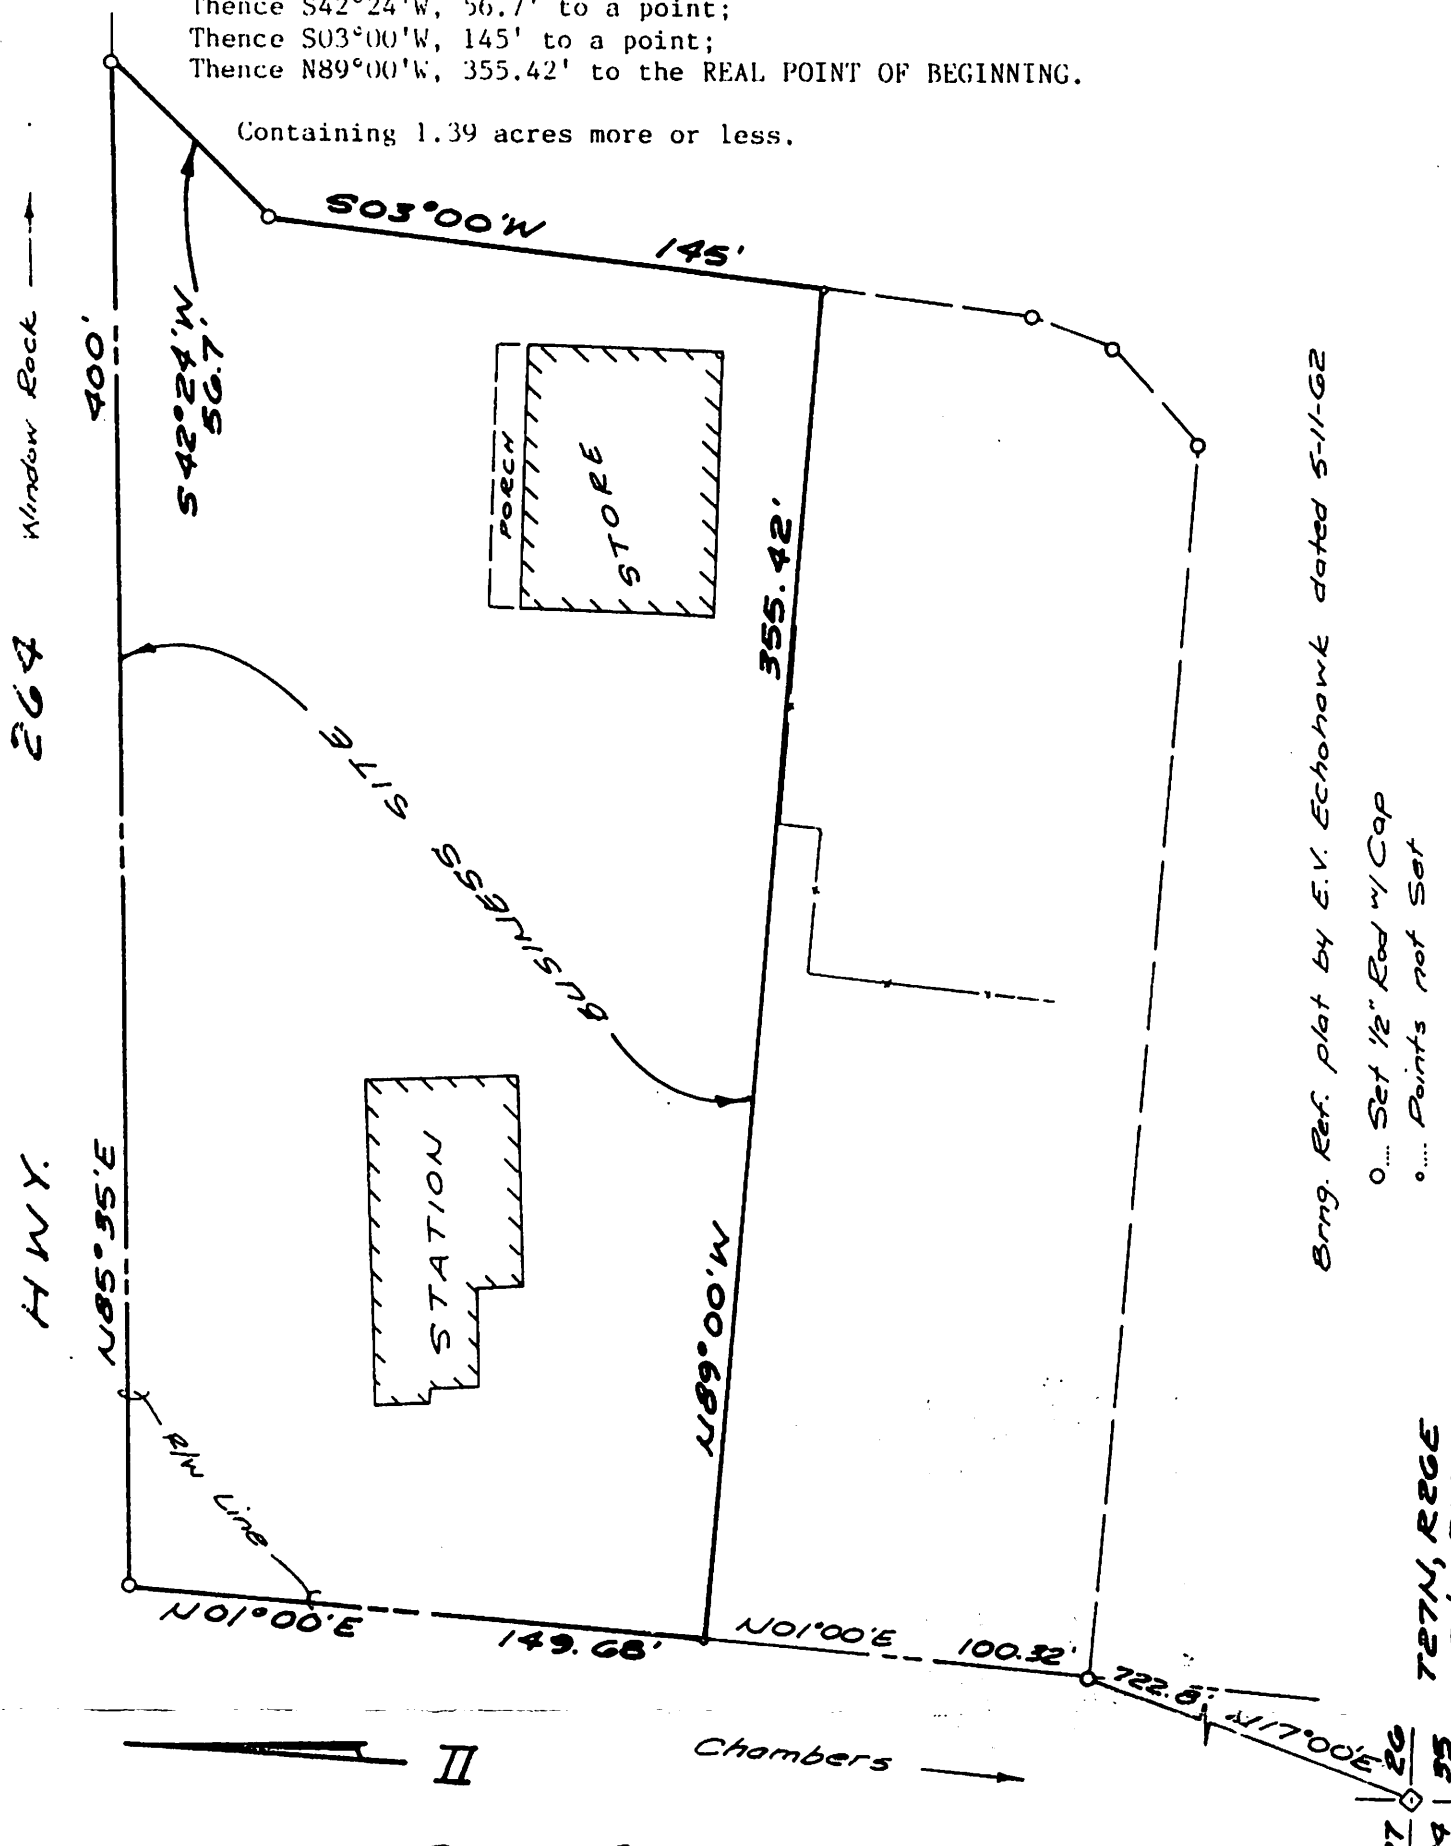 Thence S42°24'W, 56.7' to a point;
Thence S03°00'W, 145' to a point;
Thence N89°00'W, 355.42' to the REAL POINT OF BEGINNING.
Containing 1.39 acres more or less.
S03°00'W 145'
HWY. 264 Window Rock
N85°35'E 400'
S42°24'W
56.7'
PORCH
STORE
355.42'
N89°00'W
BUSINESS SITE
STATION
R/W Line
N01°00'E 149.68'
N01°00'E 100.32'
722.8'
N17°00'E
Chambers
Brng. Ref. plat by E.V. Echohawk dated 5-11-62
o.... Set 1/2" Rod w/ Cap
o.... Points not Set
T27N, R26E
26
35